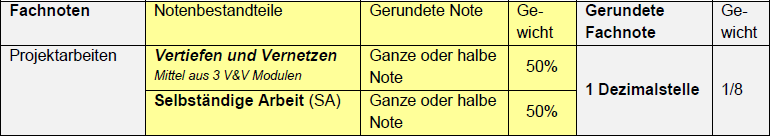 Fachnoten Notenbestandteile Gerundete Note Ge-
wicht Gerundete
Fachnote Ge-
wicht
Projektarbeiten Vertiefen und Vernetzen
Mittel aus 3 V&V Modulen Ganze oder halbe
Note 50%
Selbständige Arbeit (SA) Ganze oder halbe
Note 50%
1 Dezimalstelle 1/8